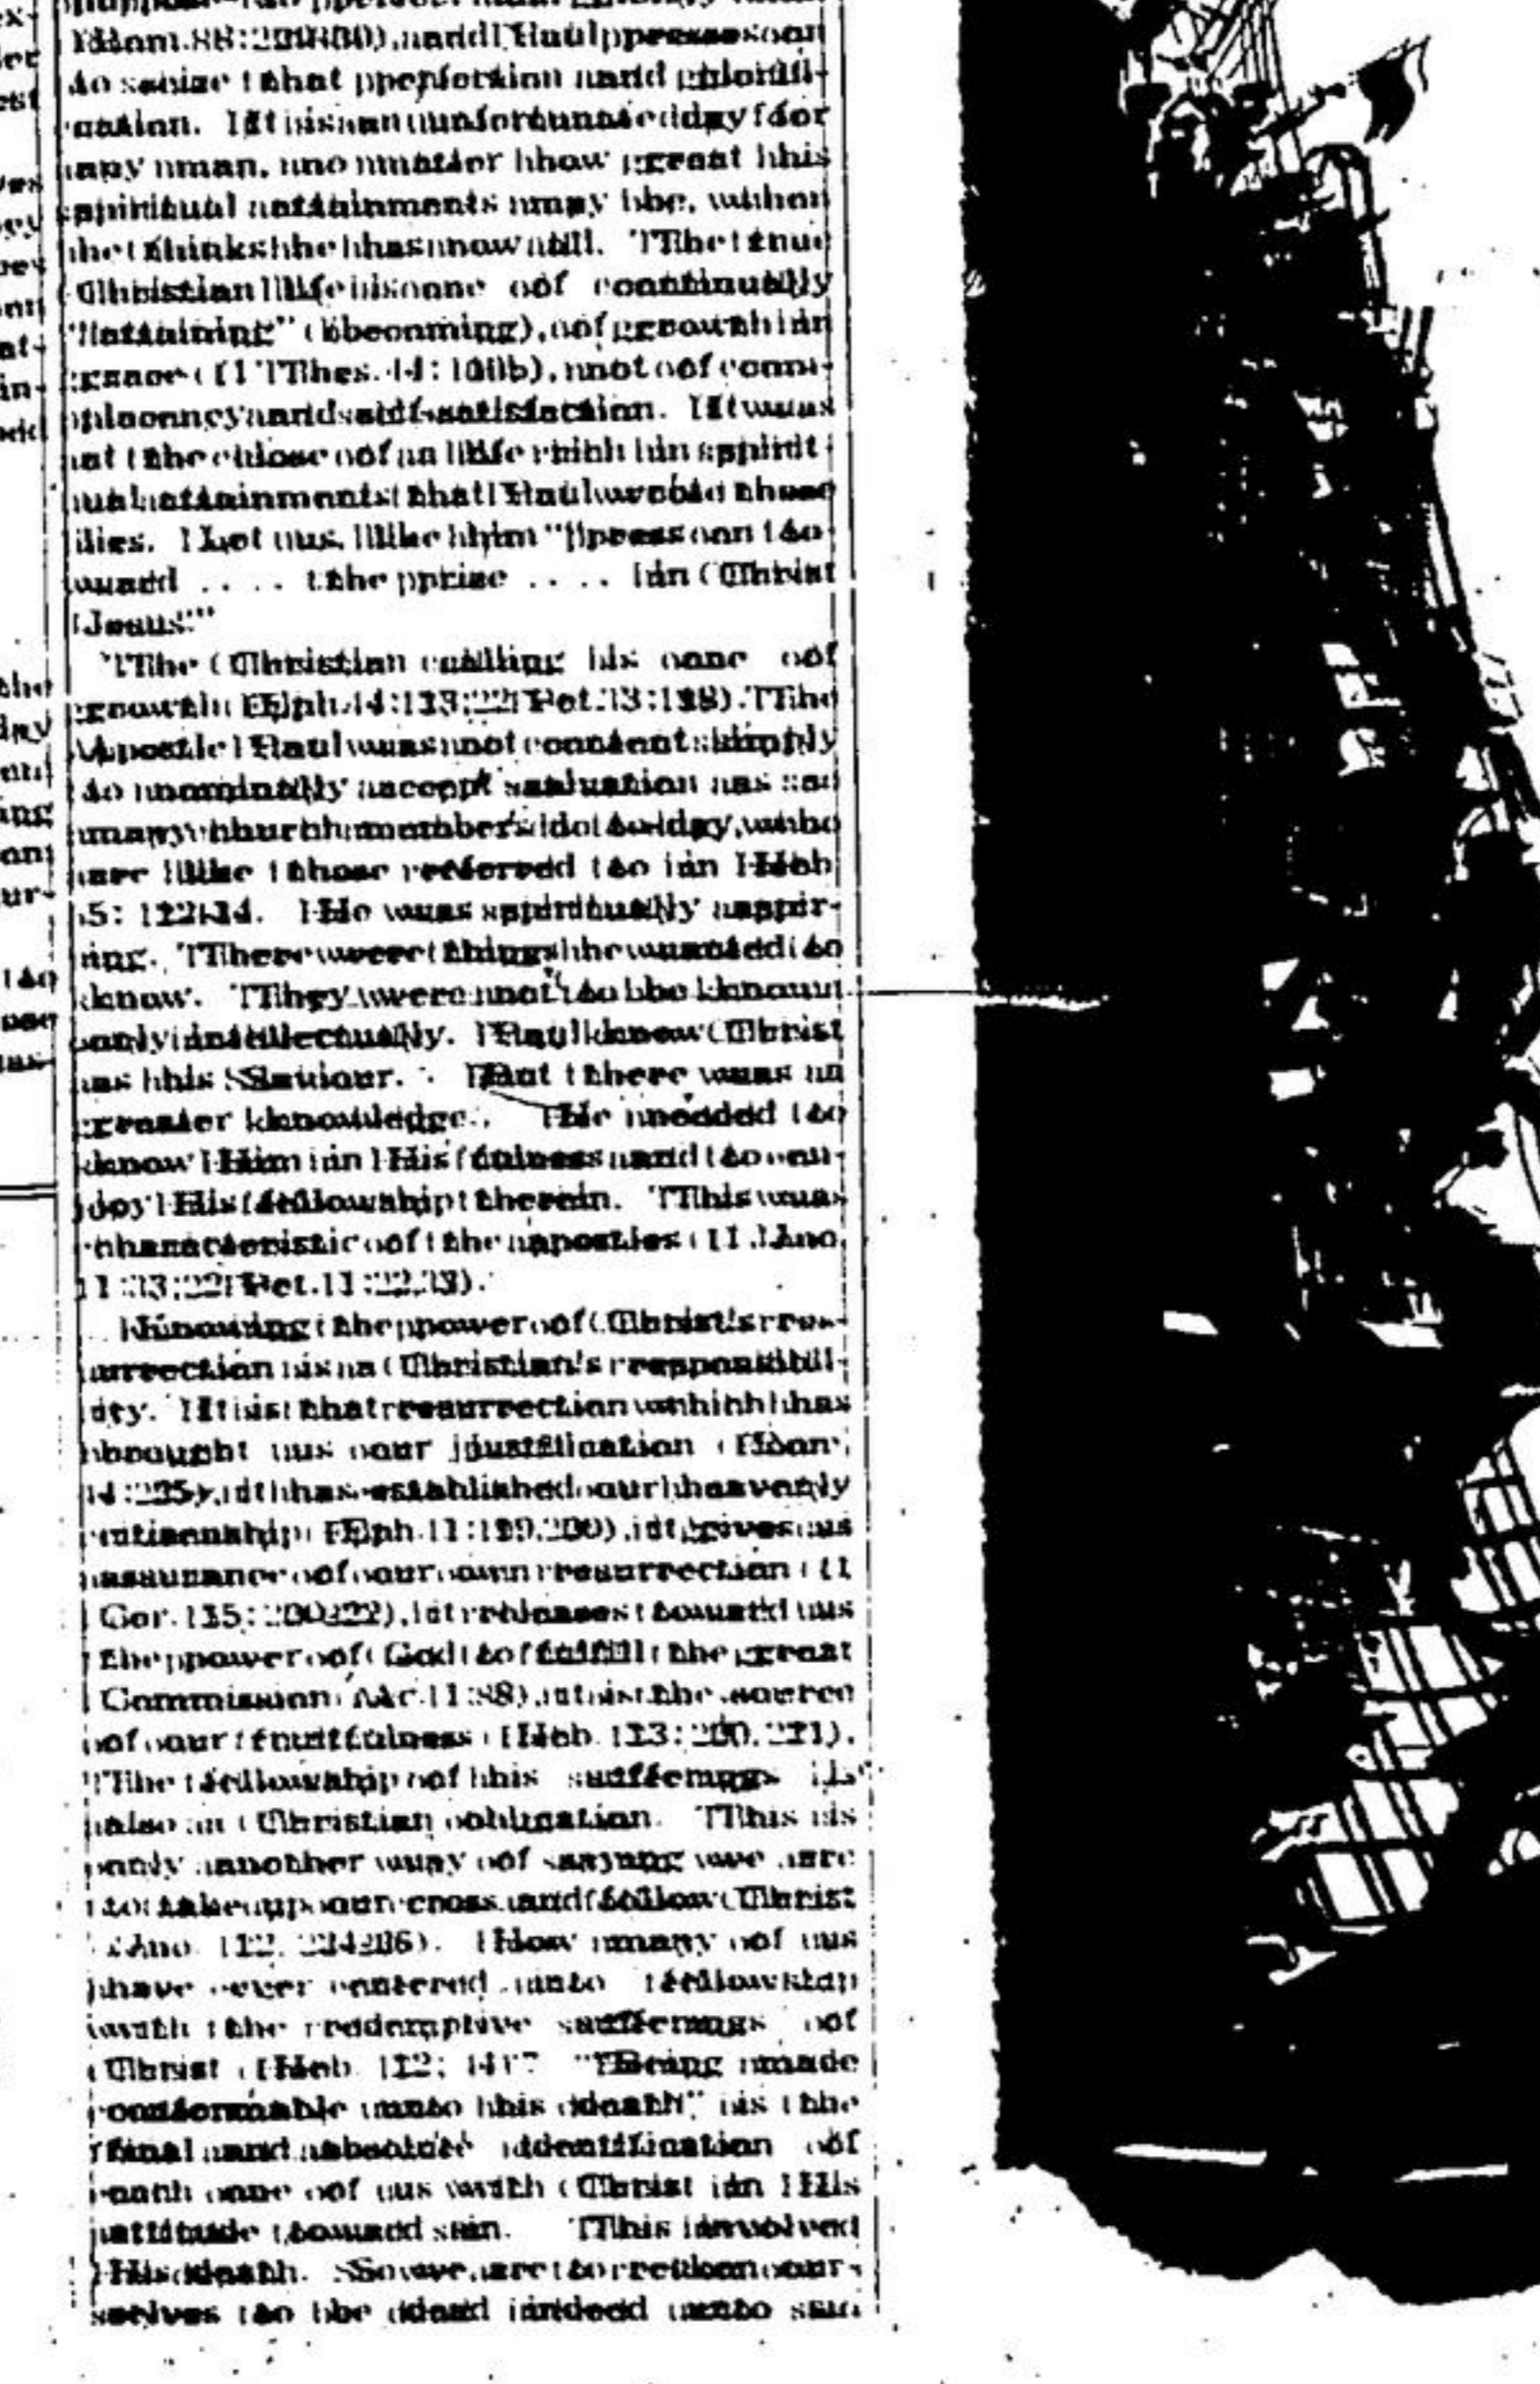 (Rom. 8:29,30), and Paul presses on
to seize that perfection and glorifi-
cation. It is an unfortunate day for
any man, no matter how great his
spiritual attainments may be, when
he thinks he has now all. The true
Christian life is one of continually
"attaining" (becoming), of growth in
grace (1 Thes. 4: 10b), not of com-
placency and self-satisfaction. It was
at the close of a life rich in spirit-
ual attainments that Paul wrote these
lines. Let us, like him "press on to-
ward .... the prize .... in Christ
Jesus."
The Christian calling is one of
growth (Eph. 4:13; 2 Pet. 3:18). The
Apostle Paul was not content simply
to nominally accept salvation as so
many church members do today, who
are like those referred to in Heb
5: 12-14. He was spiritually aspir-
ing. There were things he wanted to
know. They were not to be known
only intellectually. Paul knew Christ
as his Saviour. But there was a
greater knowledge. He needed to
know Him in His fulness and to en-
joy His fellowship therein. This was
characteristic of the apostles (1 Jno.
1:3; 2 Pet. 1:2,3).
Knowing the power of Christ's res-
urrection is a Christian's responsibil-
ity. It is that resurrection which has
brought us our justification (Rom.
4:25), it has established our heavenly
citizenship (Eph. 1:19,20), it gives us
assurance of our own resurrection (1
Cor. 15: 20-22), it releases toward us
the power of God to fulfill the great
Commission (Ac. 1:8), it is the source
of our fruitfulness (Heb. 13: 20, 21).
The fellowship of his sufferings is
also a Christian obligation. This is
only another way of saying we are
to take up our cross and follow Christ
(Jno. 12: 24-26). How many of us
have ever entered into fellowship
with the redemptive sufferings of
Christ (Heb. 12: 4)? "Being made
conformable unto his death" is the
final and absolute identification of
each one of us with Christ in His
attitude toward sin. This involved
His death. So we are to reckon our-
selves to be dead indeed unto sin